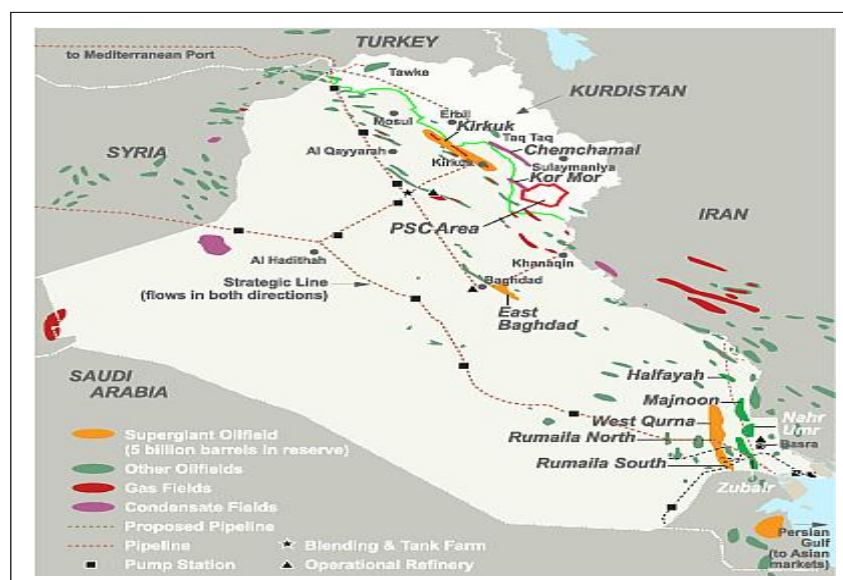 TURKEY
to Mediterranean Port
Tawke
KURDISTAN
Mosul
Erbil
Kirkuk
Taq Taq
Chemchamal
SYRIA
Al Qayyarah
Kirkuk
Sulaymaniya
Kor Mor
IRAN
PSC Area
Al Hadithah
Khanaqin
Strategic Line
(flows in both directions)
Baghdad
East
Baghdad
SAUDI
ARABIA
Halfayah
Majnoon
West Qurna
Nahr
Umr
Rumaila North
Basra
Rumaila South
Zubair
Supergiant Oilfield
(5 billion barrels in reserve)
Other Oilfields
Gas Fields
Condensate Fields
Proposed Pipeline
Pipeline
Blending & Tank Farm
Pump Station
Operational Refinery
Persian
Gulf
(to Asian
markets)